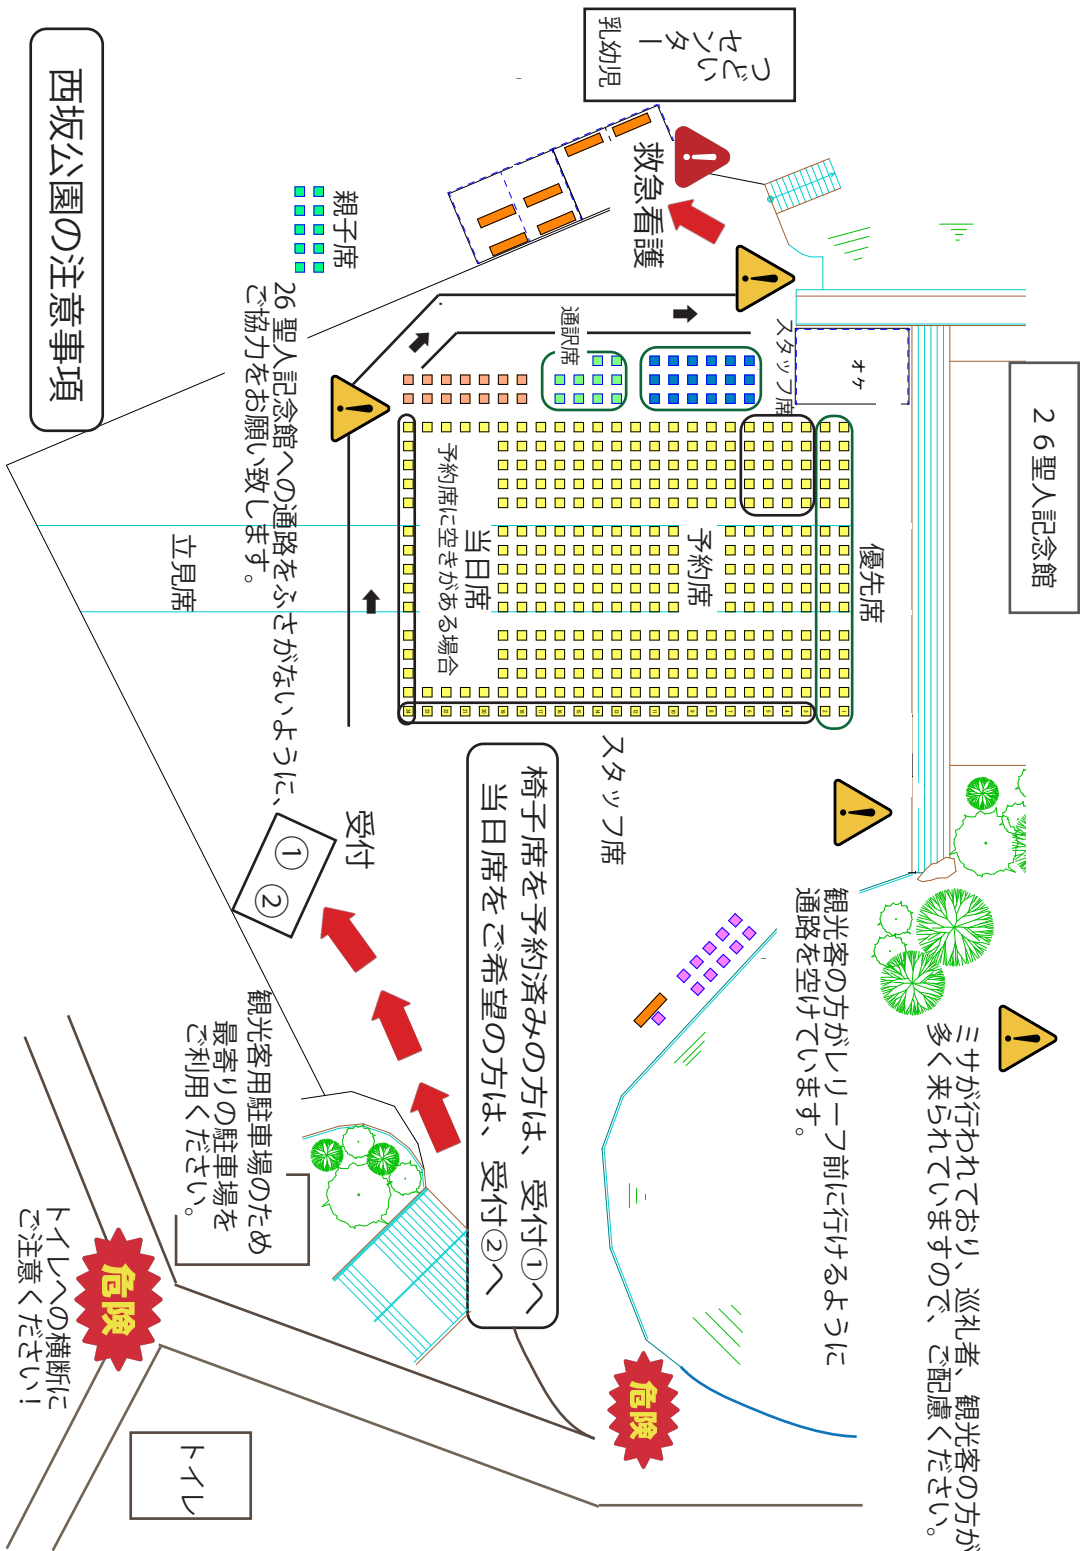 西坂公園の注意事項
つどい
センター
乳幼児
救急看護
親子席
26 聖人記念館への通路をふさがないように、
ご協力をお願い致します。
通訳席
スタッフ席
オケ
２６聖人記念館
優先席
予約席
当日席
予約席に空きがある場合
立見席
スタッフ席
受付
① ②
椅子席を予約済みの方は、受付①へ
当日席をご希望の方は、受付②へ
観光客の方がレリーフ前に行けるように
通路を空けています。
ミサが行われており、巡礼者、観光客の方が
多く来られていますので、ご配慮ください。
観光客用駐車場のため
最寄りの駐車場を
ご利用ください。
危険
危険
トイレへの横断に
ご注意ください！
トイレ